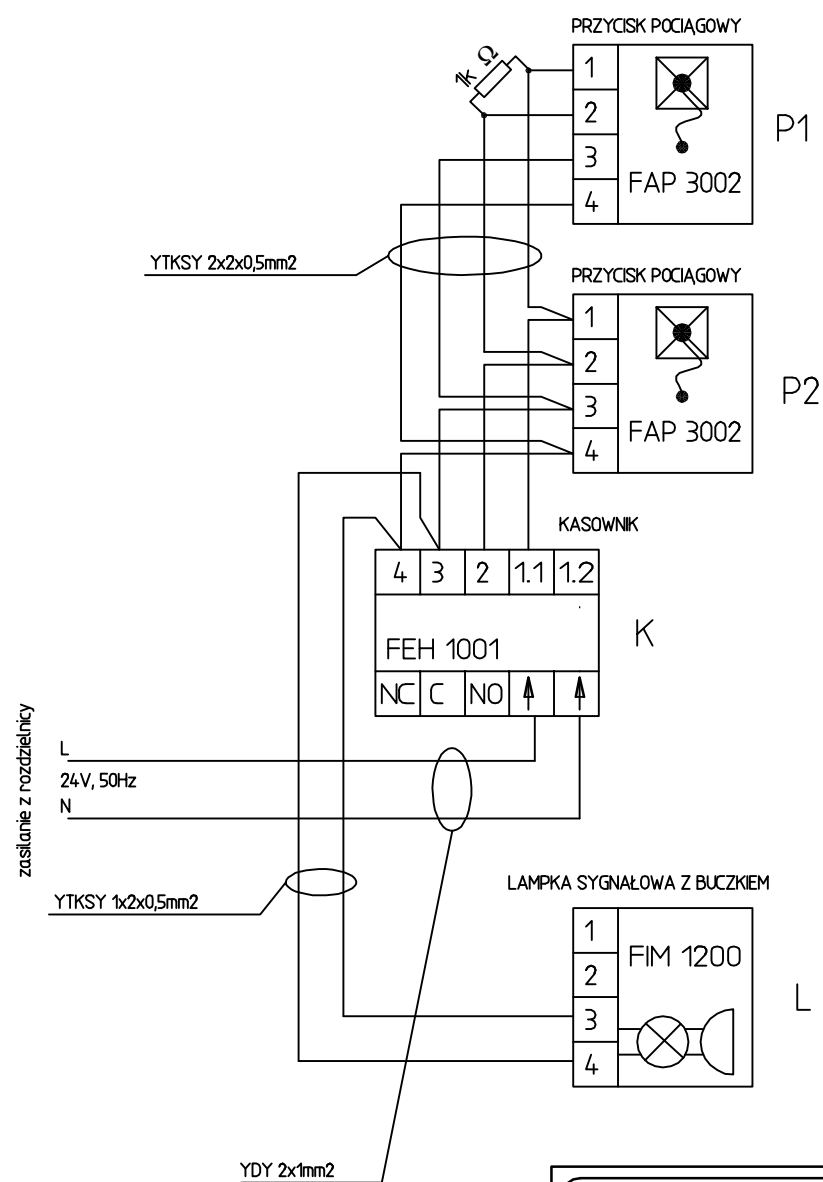 PRZYCISK POCIĄGOWY
1k Ω
1
2
3
4
FAP 3002
P1
YTKSY 2x2x0,5mm2
PRZYCISK POCIĄGOWY
1
2
3
4
FAP 3002
P2
KASOWNIK
4 3 2 1.1 1.2
FEH 1001
K
NC C NO
zasilanie z rozdzielnicy
L
24V, 50Hz
N
YTKSY 1x2x0,5mm2
LAMPKA SYGNAŁOWA Z BUCZKIEM
1
2
3
4
FIM 1200
L
YDY 2x1mm2